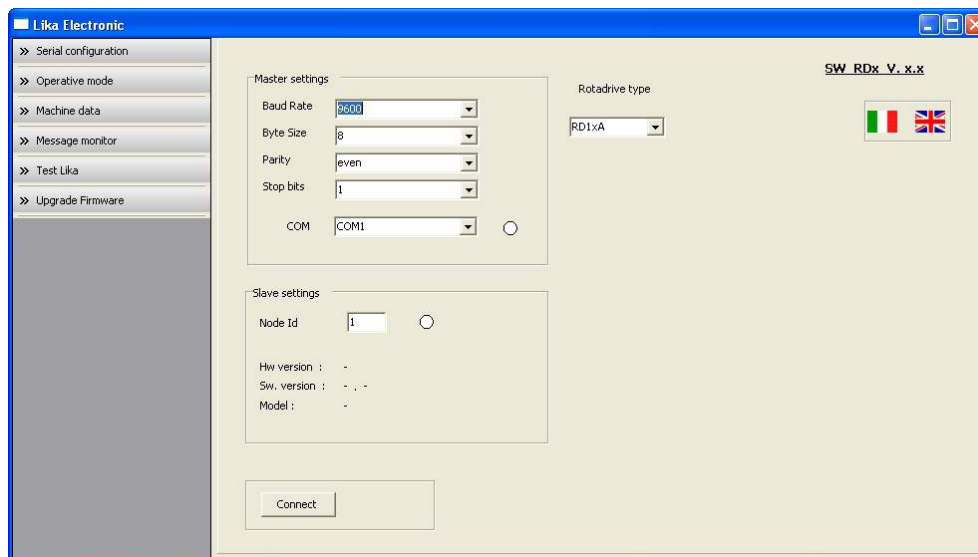 Lika Electronic
» Serial configuration
» Operative mode
» Machine data
» Message monitor
» Test Lika
» Upgrade Firmware
Master settings
Baud Rate 9600
Byte Size 8
Parity even
Stop bits 1
COM COM1
Rotadrive type
RD1xA
SW RDx V. x.x
Slave settings
Node Id 1
Hw version : -
Sw. version : - . -
Model : -
Connect